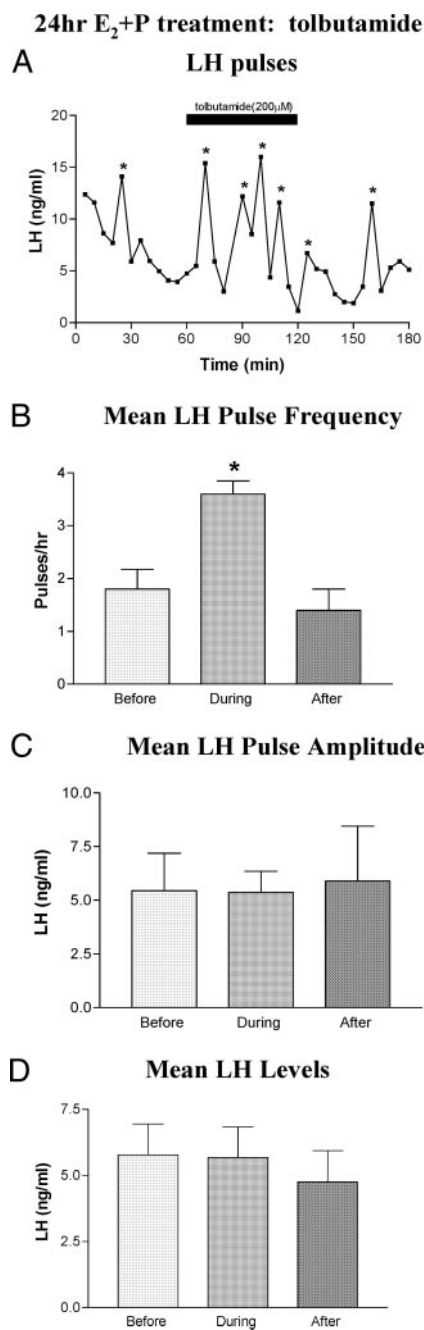 24hr E₂+P treatment: tolbutamide
A
LH pulses
tolbutamide(200µM)
20
15
10
5
0
LH (ng/ml)
* * * * * * *
0 30 60 90 120 150 180
Time (min)
B
Mean LH Pulse Frequency
4
3
2
1
0
Pulses/hr
*
Before During After
C
Mean LH Pulse Amplitude
10.0
7.5
5.0
2.5
0.0
LH (ng/ml)
Before During After
D
Mean LH Levels
7.5
5.0
2.5
0.0
LH (ng/ml)
Before During After